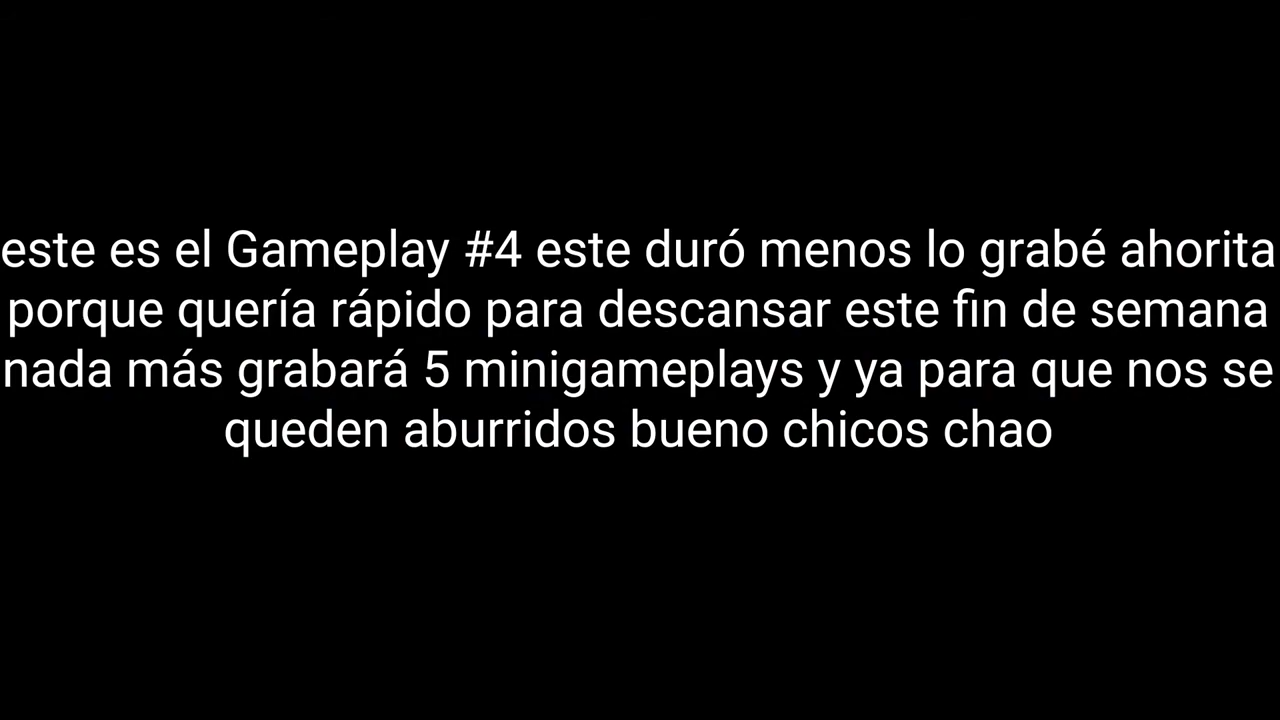 este es el Gameplay #4 este duró menos lo grabé ahorita
porque quería rápido para descansar este fin de semana
nada más grabará 5 minigameplays y ya para que nos se
queden aburridos bueno chicos chao